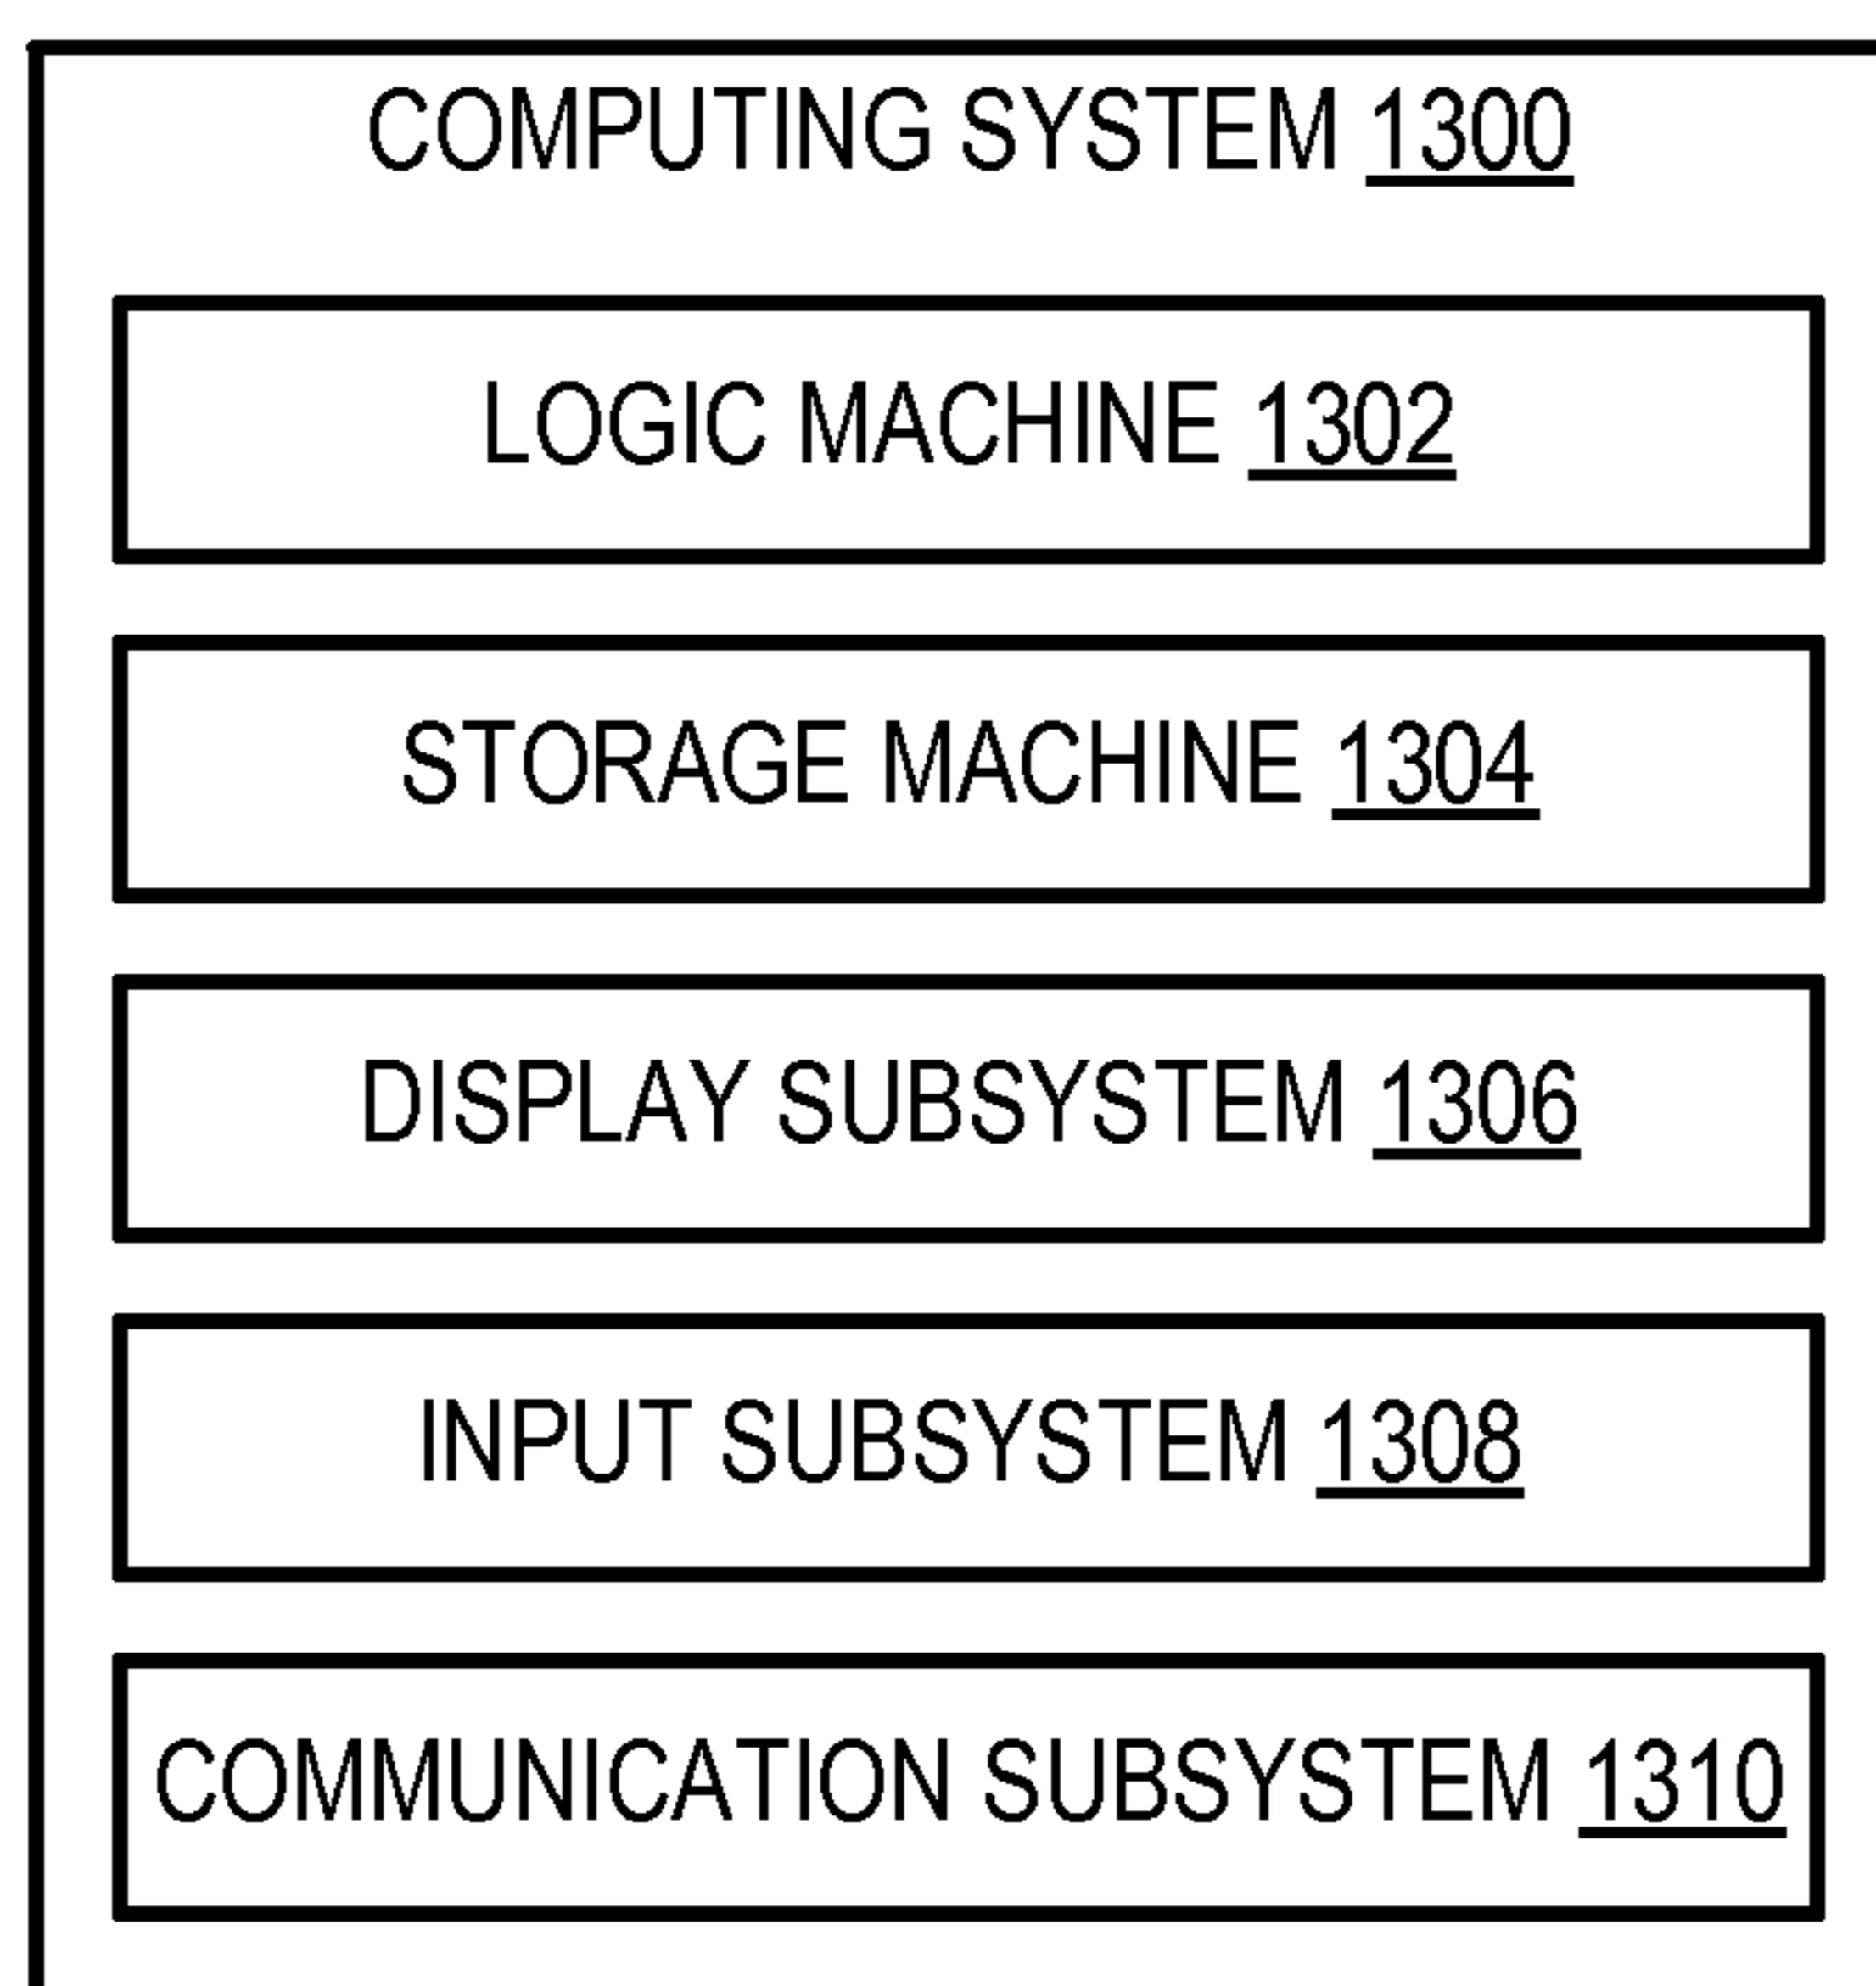 COMPUTING SYSTEM 1300
LOGIC MACHINE 1302
STORAGE MACHINE 1304
DISPLAY SUBSYSTEM 1306
INPUT SUBSYSTEM 1308
COMMUNICATION SUBSYSTEM 1310